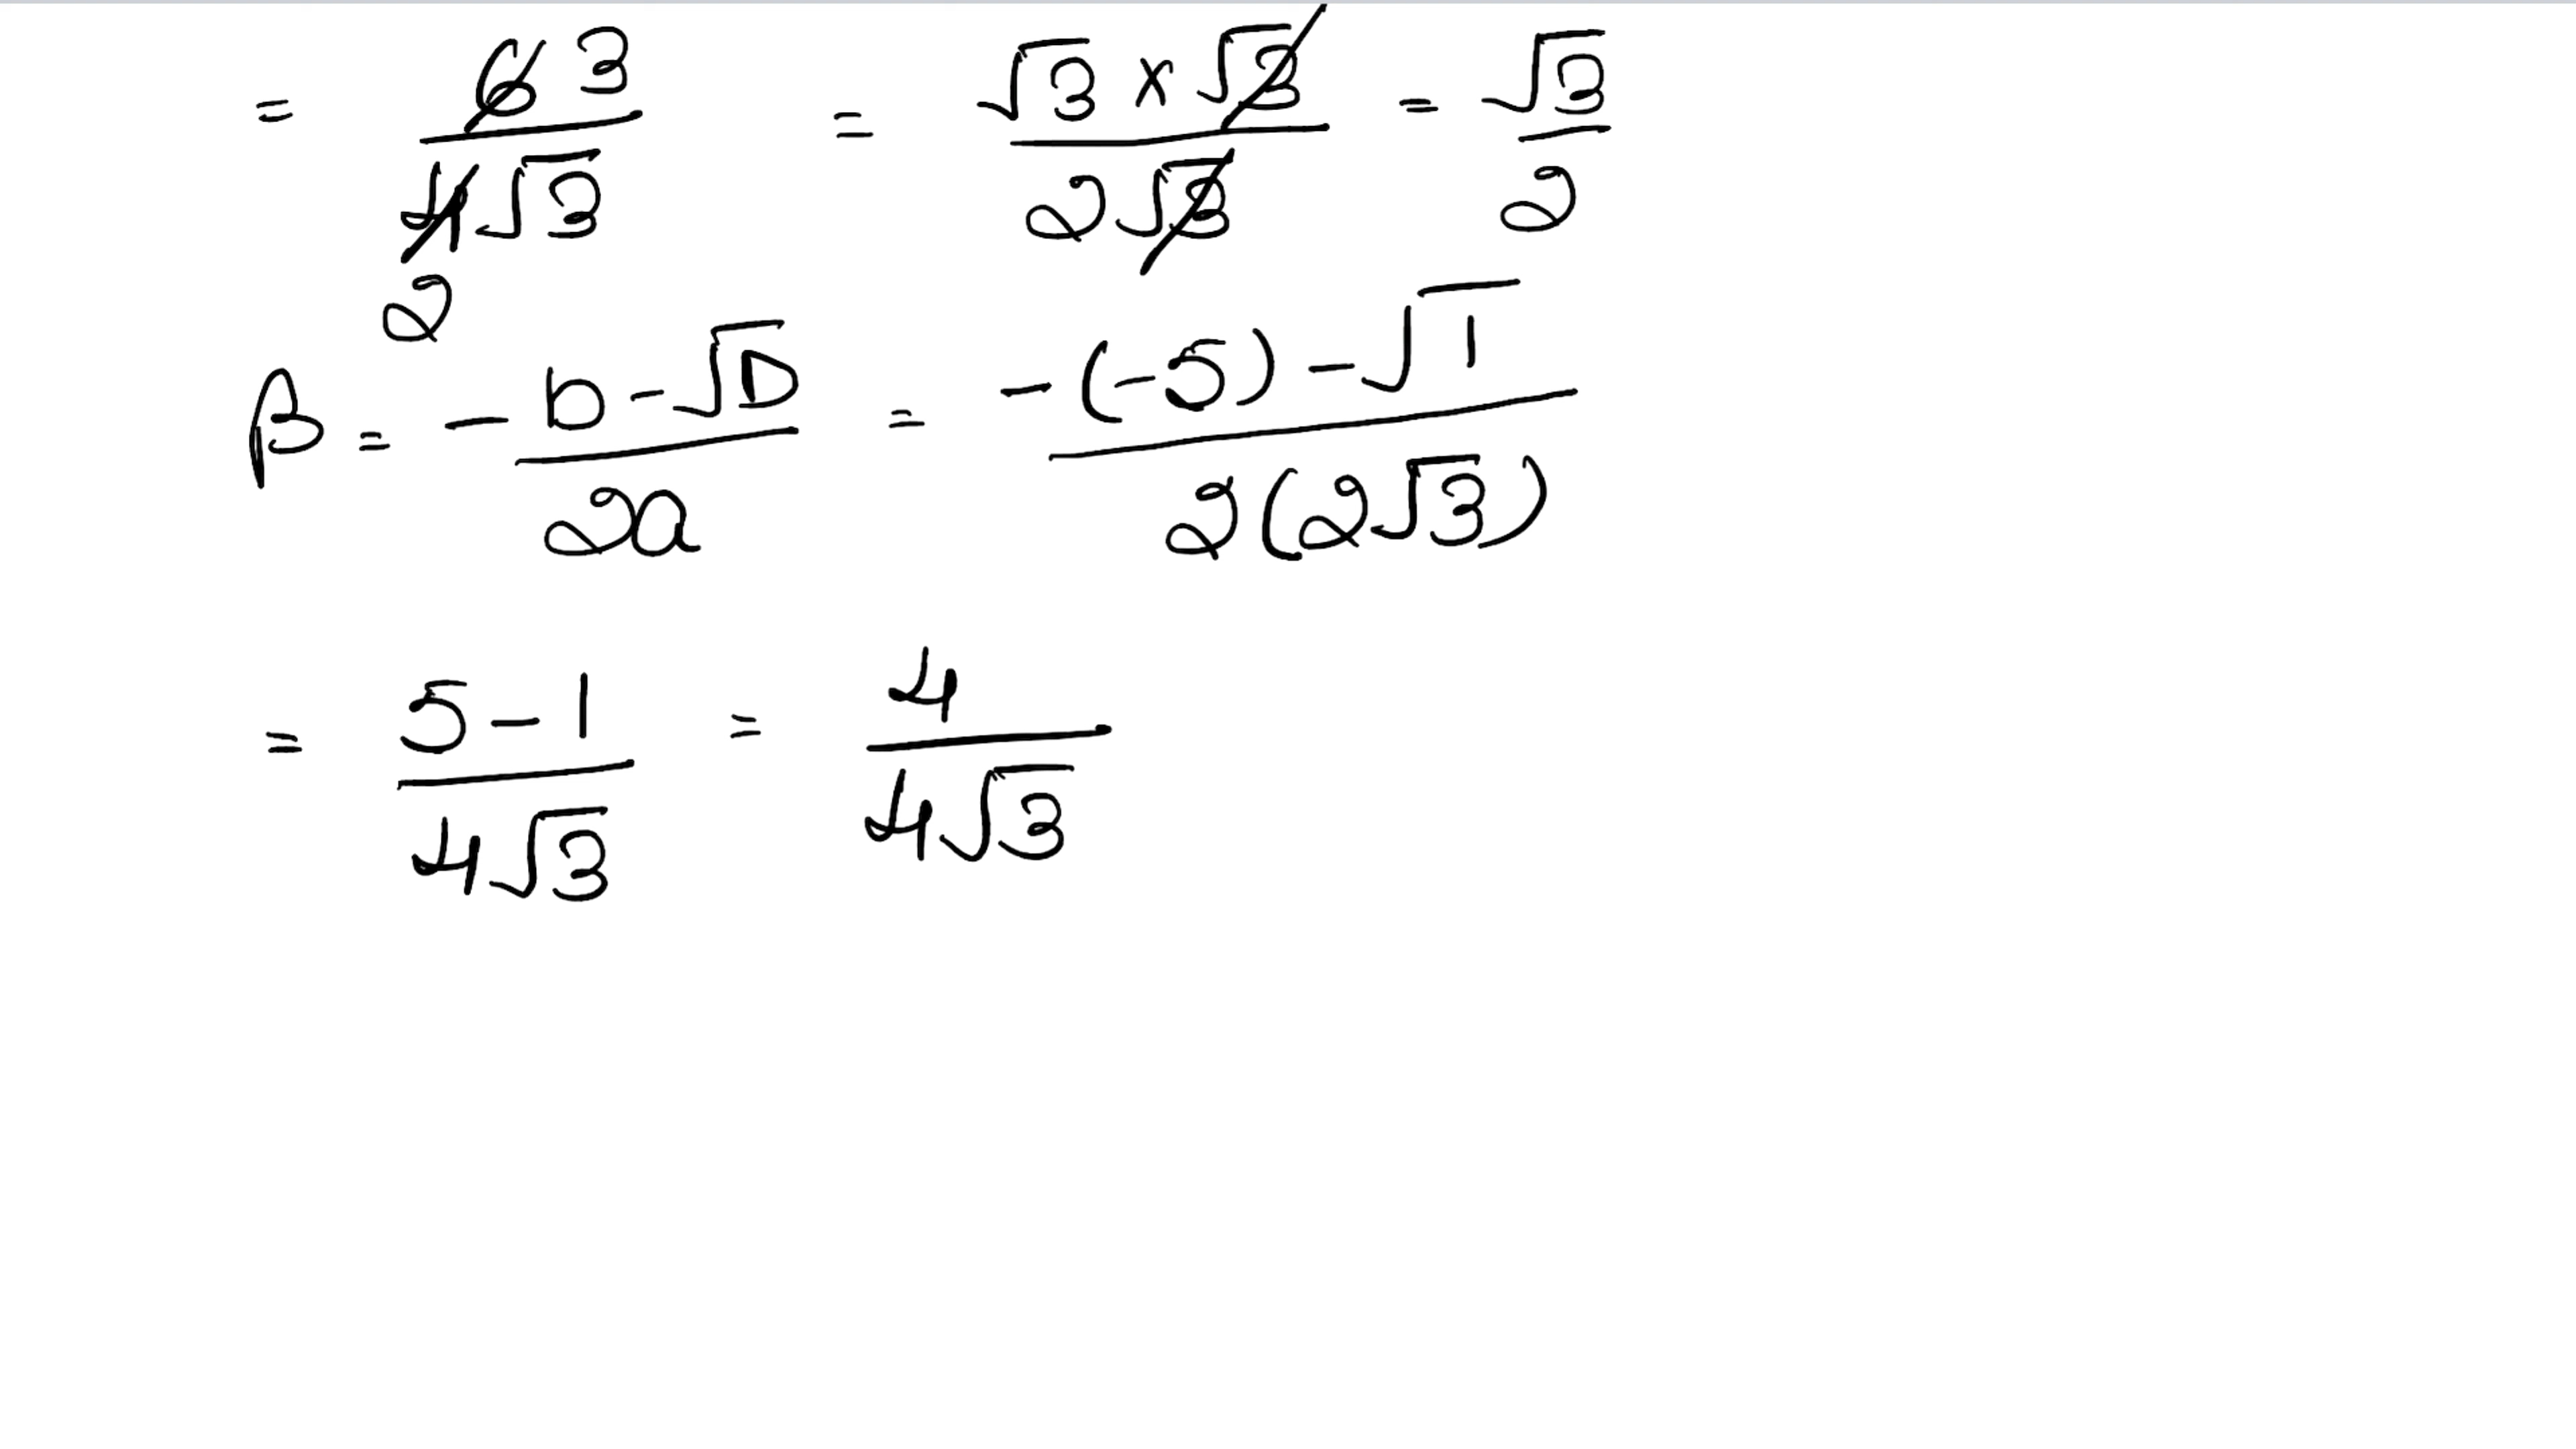 = 6 3 / 4√3 2 = √3 × √3 / 2√3 = √3 / 2
β = -b-√D / 2a = -(-5)-√1 / 2(2√3)
= 5-1 / 4√3 = 4 / 4√3